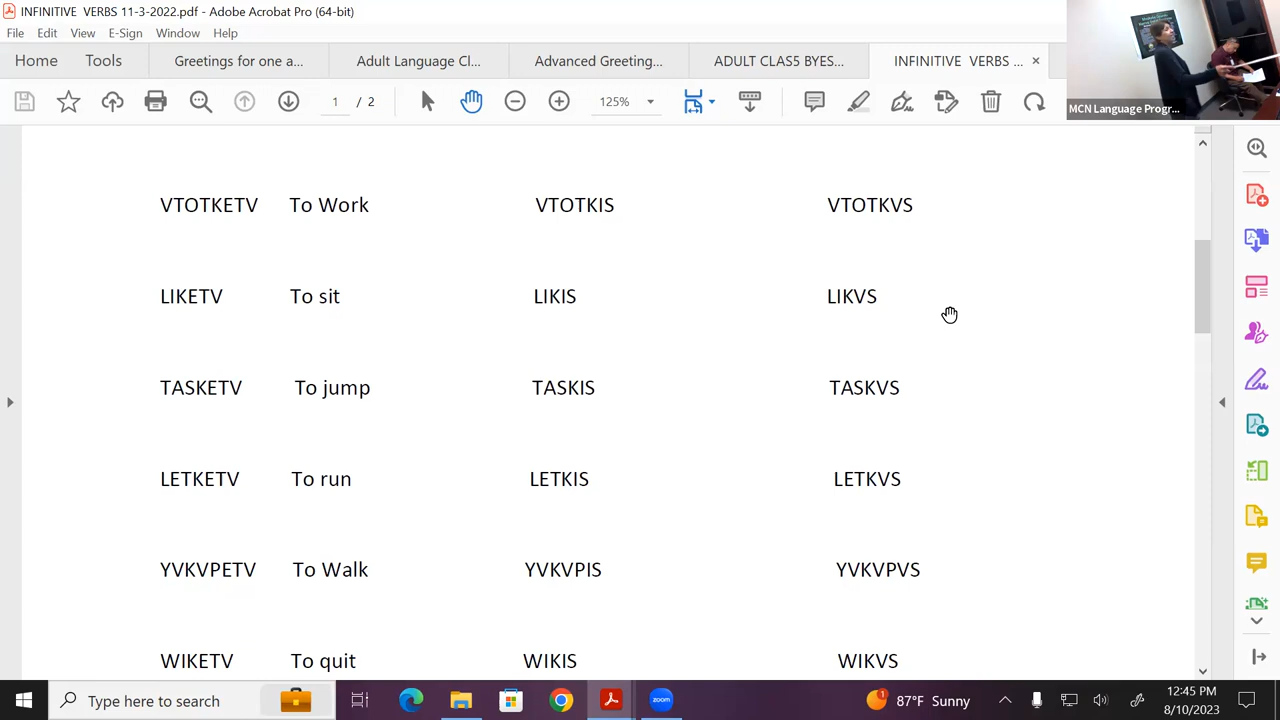 INFINITIVE VERBS 11-3-2022.pdf - Adobe Acrobat Pro (64-bit)
File Edit View E-Sign Window Help
Home Tools Greetings for one a... Adult Language Cl... Advanced Greeting... ADULT CLAS5 BYES... INFINITIVE VERBS ... ×
1 / 2 125%
MCN Language Progr...
VTOTKETV To Work VTOTKIS VTOTKVS
LIKETV To sit LIKIS LIKVS
TASKETV To jump TASKIS TASKVS
LETKETV To run LETKIS LETKVS
YVKVPETV To Walk YVKVPIS YVKVPVS
WIKETV To quit WIKIS WIKVS
Type here to search zoom 1 87°F Sunny 12:45 PM
8/10/2023